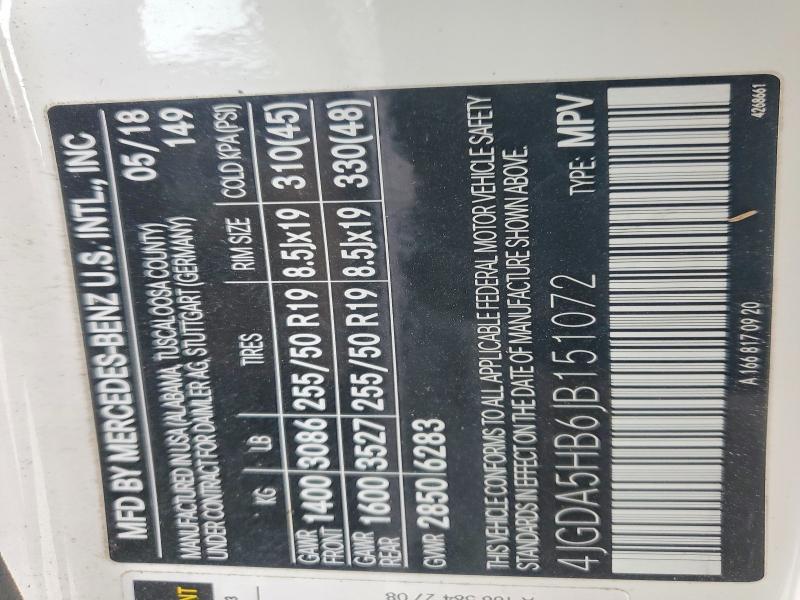 MFD BY MERCEDES-BENZ U.S. INTL., INC
MANUFACTURED IN USA (ALABAMA, TUSCALOOSA COUNTY) 05/18
UNDER CONTRACT FOR DAIMLER AG, STUTTGART (GERMANY) 149
KG LB TIRES RIM SIZE COLD KPA(PSI)
GAWR FRONT 1400 3086 255/50 R19 8.5Jx19 310(45)
GAWR REAR 1600 3527 255/50 R19 8.5Jx19 330(48)
GVWR 2850 6283
THIS VEHICLE CONFORMS TO ALL APPLICABLE FEDERAL MOTOR VEHICLE SAFETY
STANDARDS IN EFFECT ON THE DATE OF MANUFACTURE SHOWN ABOVE.
4JGDA5HB6JB151072 TYPE: MPV
A 166 817 09 20 4268661